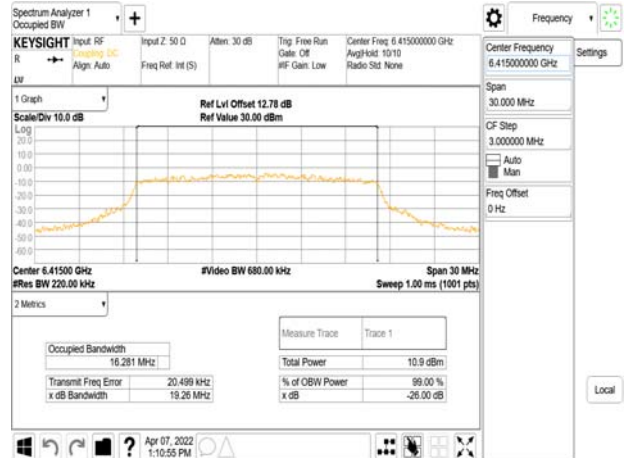 Spectrum Analyzer 1
Occupied BW
KEYSIGHT Input: RF
R
Coupling: DC
Align: Auto
Input Z: 50 Ω
Freq Ref: Int (S)
Atten: 30 dB
Trig: Free Run
Gate: Off
#IF Gain: Low
Center Freq: 6.415000000 GHz
Avg|Hold: 10/10
Radio Std: None
1 Graph
Scale/Div 10.0 dB
Ref Lvl Offset 12.78 dB
Ref Value 30.00 dBm
Log
20.0
10.0
0.00
-10.0
-20.0
-30.0
-40.0
-50.0
-60.0
Center 6.41500 GHz
#Res BW 220.00 kHz
#Video BW 680.00 kHz
Span 30 MHz
Sweep 1.00 ms (1001 pts)
2 Metrics
Measure Trace Trace 1
Occupied Bandwidth
16.281 MHz
Total Power 10.9 dBm
Transmit Freq Error 20.499 kHz
% of OBW Power 99.00 %
x dB Bandwidth 19.26 MHz
x dB -26.00 dB
?
Apr 07, 2022
1:10:55 PM
Frequency
Settings
Center Frequency
6.415000000 GHz
Span
30.000 MHz
CF Step
3.000000 MHz
Auto
Man
Freq Offset
0 Hz
Local